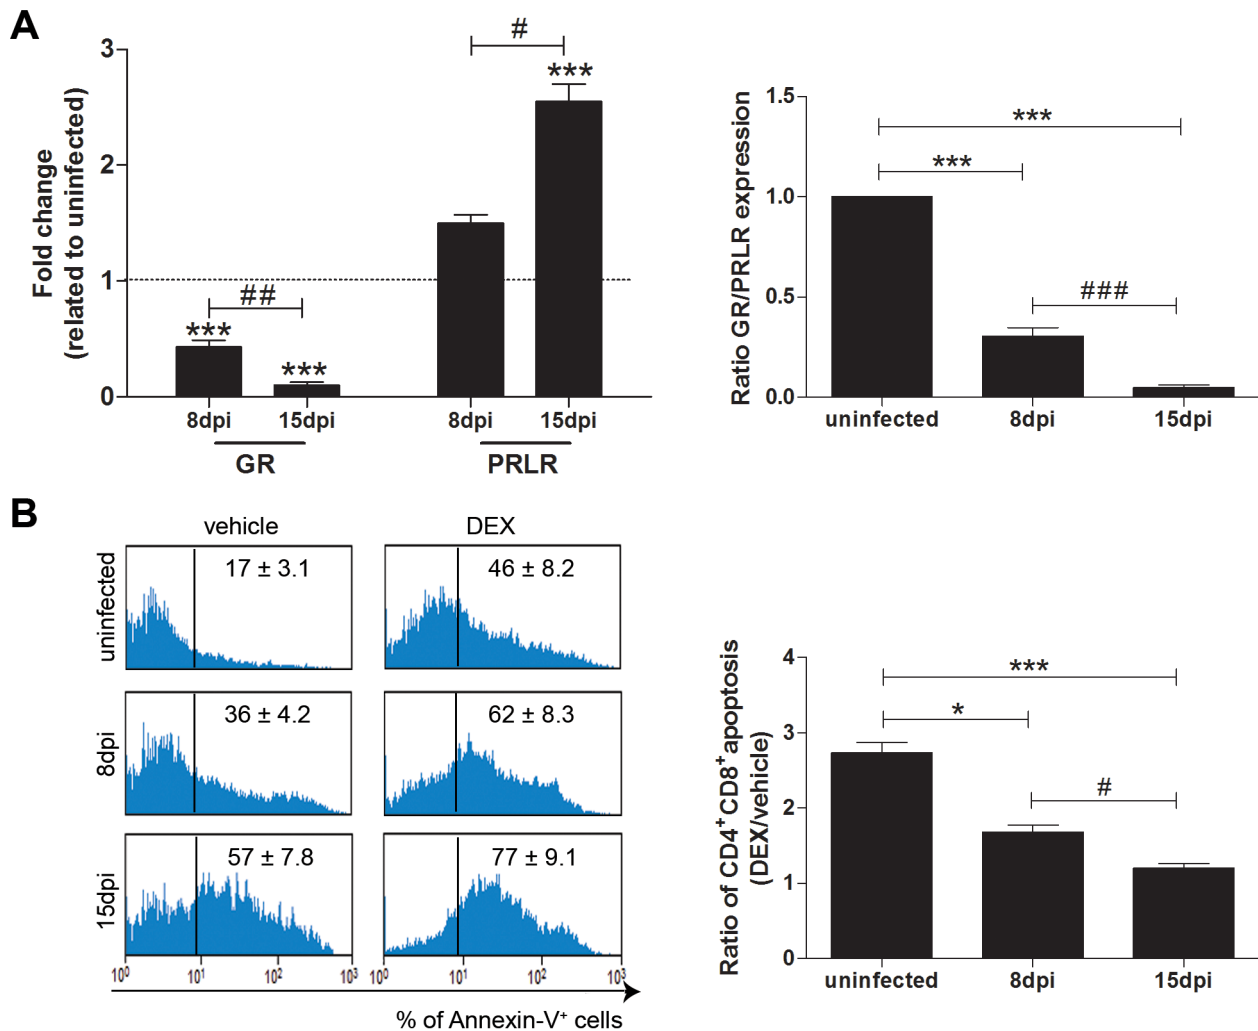 A
Fold change
(related to uninfected)
3
2
1
0
#
***
##
***
***
8dpi
15dpi
8dpi
15dpi
GR
PRLR
Ratio GR/PRLR expression
1.5
1.0
0.5
0.0
***
***
###
uninfected
8dpi
15dpi
B
vehicle
DEX
uninfected
17 ± 3.1
46 ± 8.2
8dpi
36 ± 4.2
62 ± 8.3
15dpi
57 ± 7.8
77 ± 9.1
10⁰ 10¹ 10² 10³
10⁰ 10¹ 10² 10³
% of Annexin-V⁺ cells
Ratio of CD4⁺CD8⁺apoptosis
(DEX/vehicle)
4
3
2
1
0
***
*
#
uninfected
8dpi
15dpi